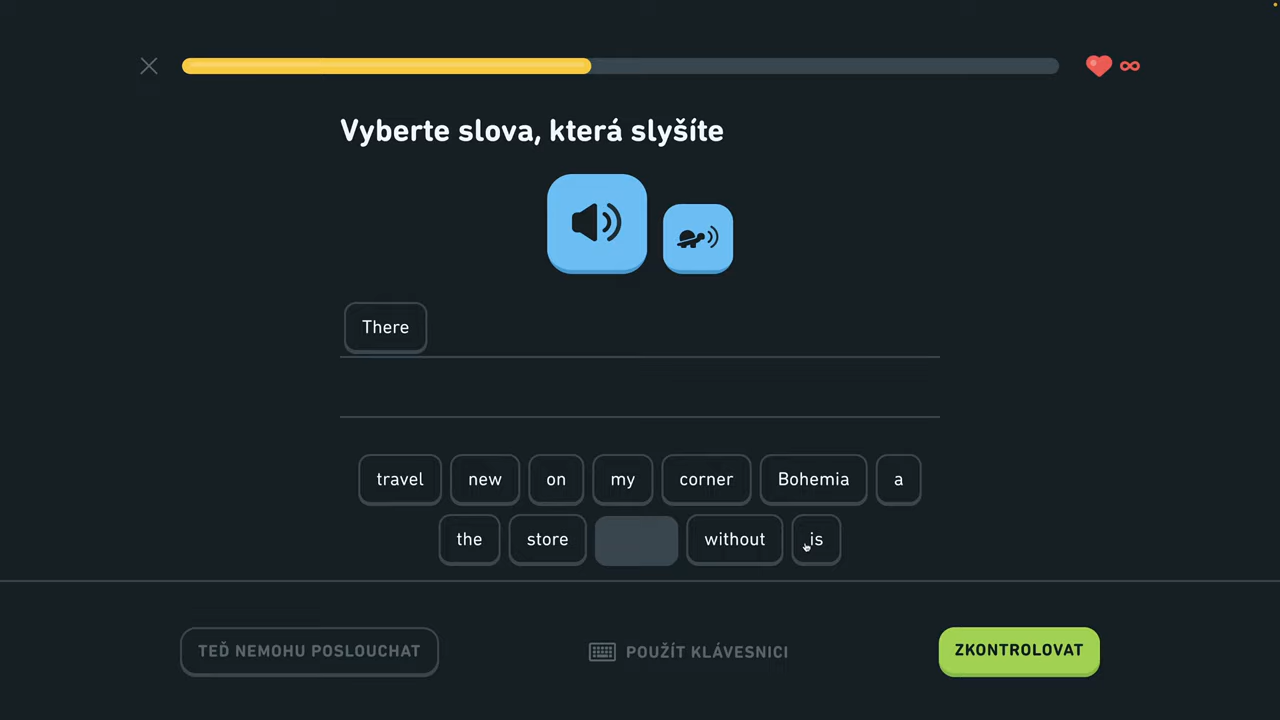 Vyberte slova, která slyšíte
There
travel new on my corner Bohemia a
the store without is
TEĎ NEMOHU POSLOUCHAT POUŽÍT KLÁVESNICI ZKONTROLOVAT